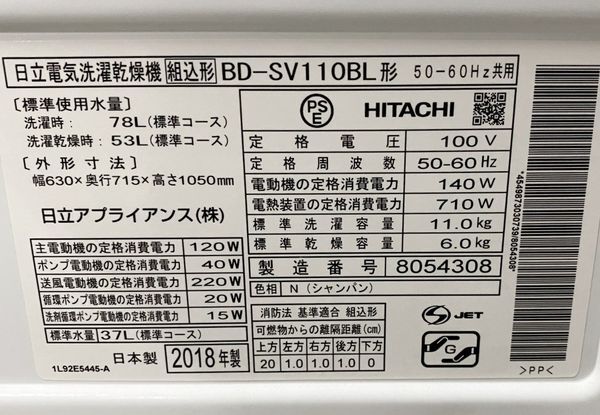 日立電気洗濯乾燥機 組込形 BD-SV110BL形 50-60Hz共用
[標準使用水量]
洗濯時: 78L(標準コース)
洗濯乾燥時: 53L(標準コース)
[外形寸法]
幅630×奥行715×高さ1050mm
日立アプライアンス(株)
主電動機の定格消費電力 120W
ポンプ電動機の定格消費電力 40W
送風電動機の定格消費電力 220W
循環ポンプ電動機の定格消費電力 20W
洗剤循環ポンプ電動機の定格消費電力 15W
標準水量 37L(標準コース)
日本製 2018年製
1L92E5445-A
PSE HITACHI
定格電圧 100V
定格周波数 50-60Hz
電動機の定格消費電力 140W
電熱装置の定格消費電力 710W
標準洗濯容量 11.0kg
標準乾燥容量 6.0kg
製造番号 8054308
色相 N(シャンパン)
消防法 基準適合 組込形
可燃物からの離隔距離(cm)
上方 左方 右方 前方 後方 下方
20 1.0 1.0 0 1.0 0
S JET
G
>PP<